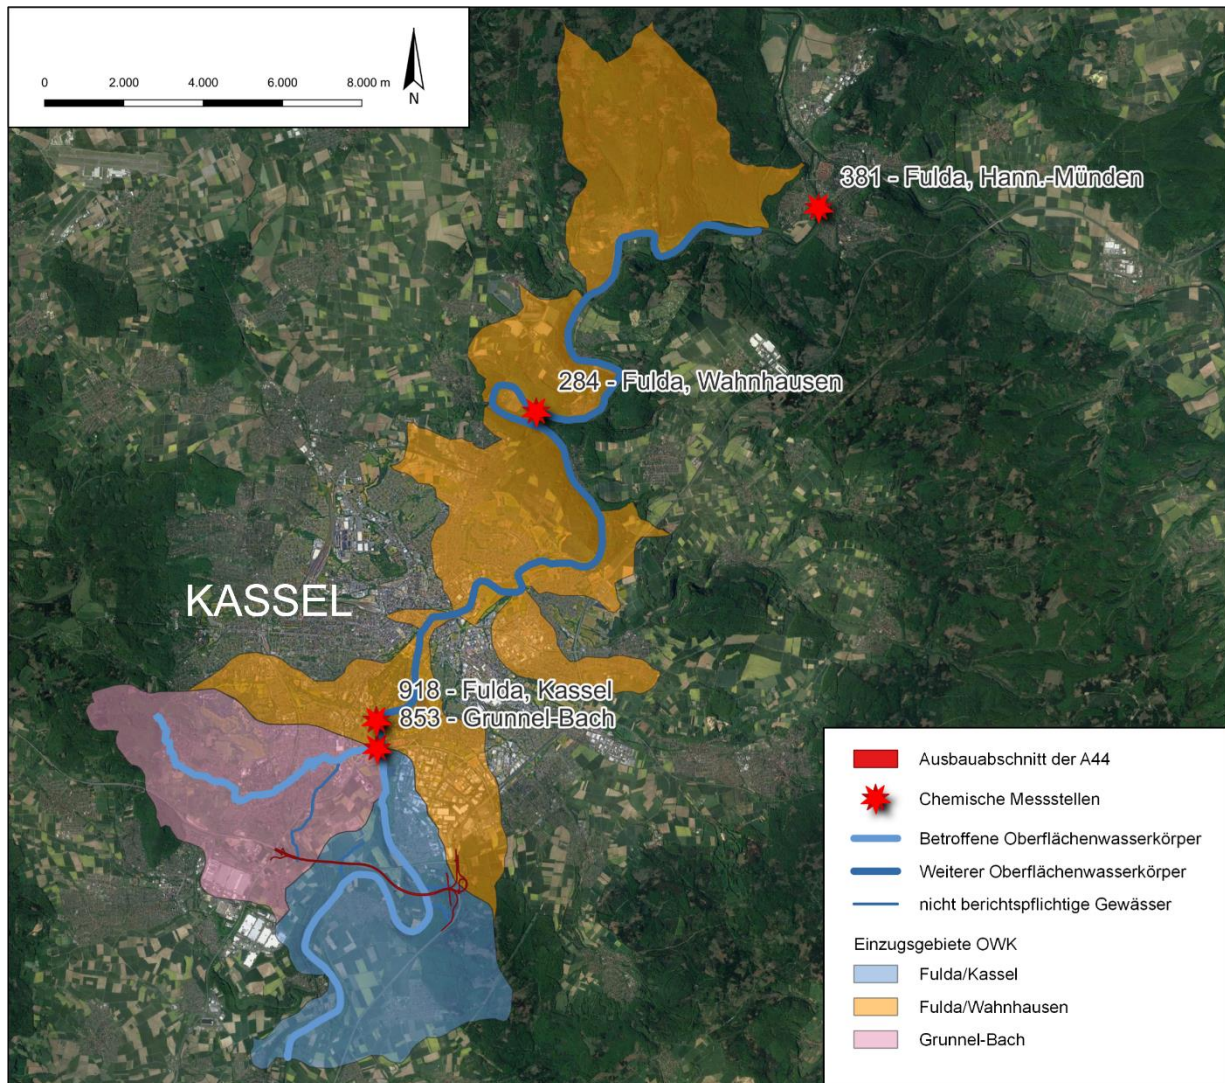 0 2.000 4.000 6.000 8.000 m
N
381 - Fulda, Hann.-Münden
284 - Fulda, Wahnhausen
KASSEL
918 - Fulda, Kassel
853 - Grunnel-Bach
Ausbauabschnitt der A44
Chemische Messstellen
Betroffene Oberflächenwasserkörper
Weiterer Oberflächenwasserkörper
nicht berichtspflichtige Gewässer
Einzugsgebiete OWK
Fulda/Kassel
Fulda/Wahnhausen
Grunnel-Bach